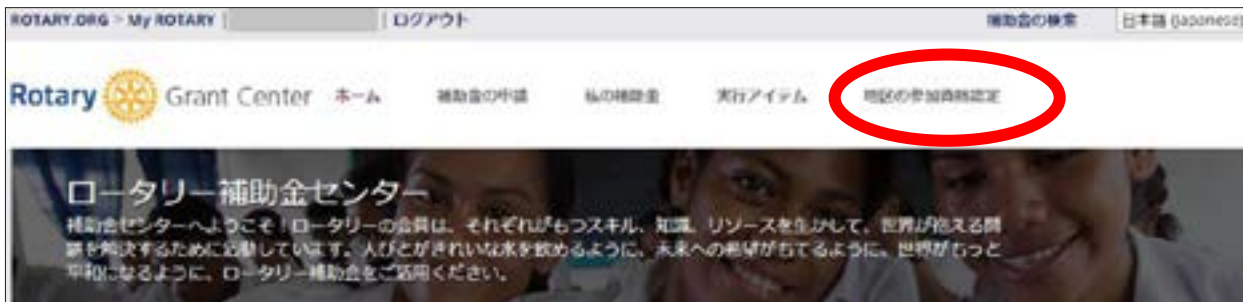 ROTARY.ORG > My ROTARY | | ログアウト 補助金の検索 日本語 (Japanese)
Rotary Grant Center ホーム 補助金の申請 私の補助金 実行アイテム 地区の参加資格認定
ロータリー補助金センター
補助金センターへようこそ！ロータリーの会員は、それぞれがもつスキル、知識、リソースを生かして、世界が抱える問
題を解決するために活動しています。人びとがきれいな水を飲めるように、未来への希望がもてるように、世界がもっと
平和になるように、ロータリー補助金をご活用ください。